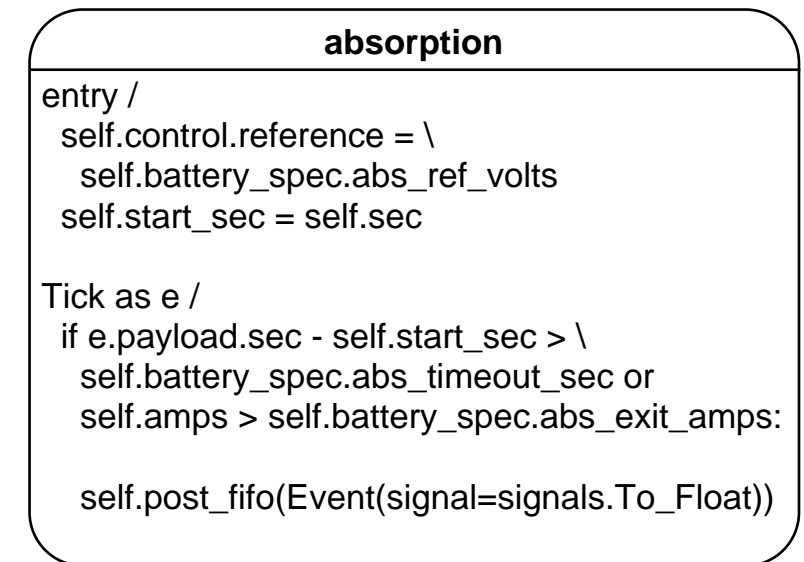 absorption
entry /
self.control.reference = \
self.battery_spec.abs_ref_volts
self.start_sec = self.sec
Tick as e /
if e.payload.sec - self.start_sec > \
self.battery_spec.abs_timeout_sec or
self.amps > self.battery_spec.abs_exit_amps:
self.post_fifo(Event(signal=signals.To_Float))